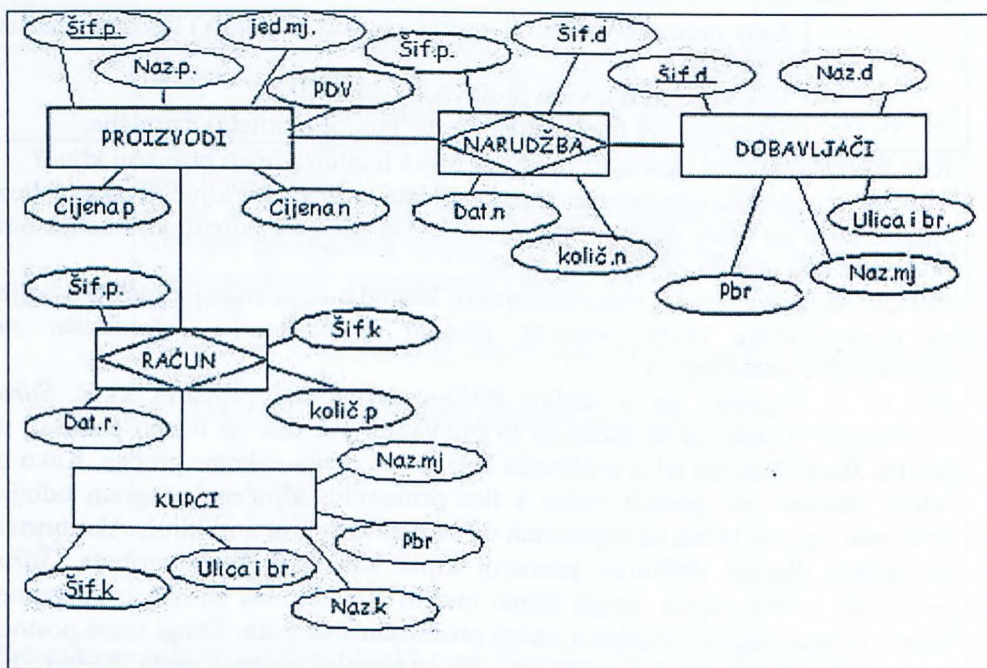 Šif.p.
jed.mj.
Šif.p.
Šif.d
Naz.p.
PDV
Šif.d
Naz.d
PROIZVODI
NARUDŽBA
DOBAVLJAČI
Cijena.p
Cijena.n
Dat.n
količ.n
Ulica i br.
Pbr
Naz.mj
Šif.p.
Šif.k
RAČUN
Dat.r.
količ.p
Naz.mj
KUPCI
Pbr
Šif.k
Ulica i br.
Naz.k